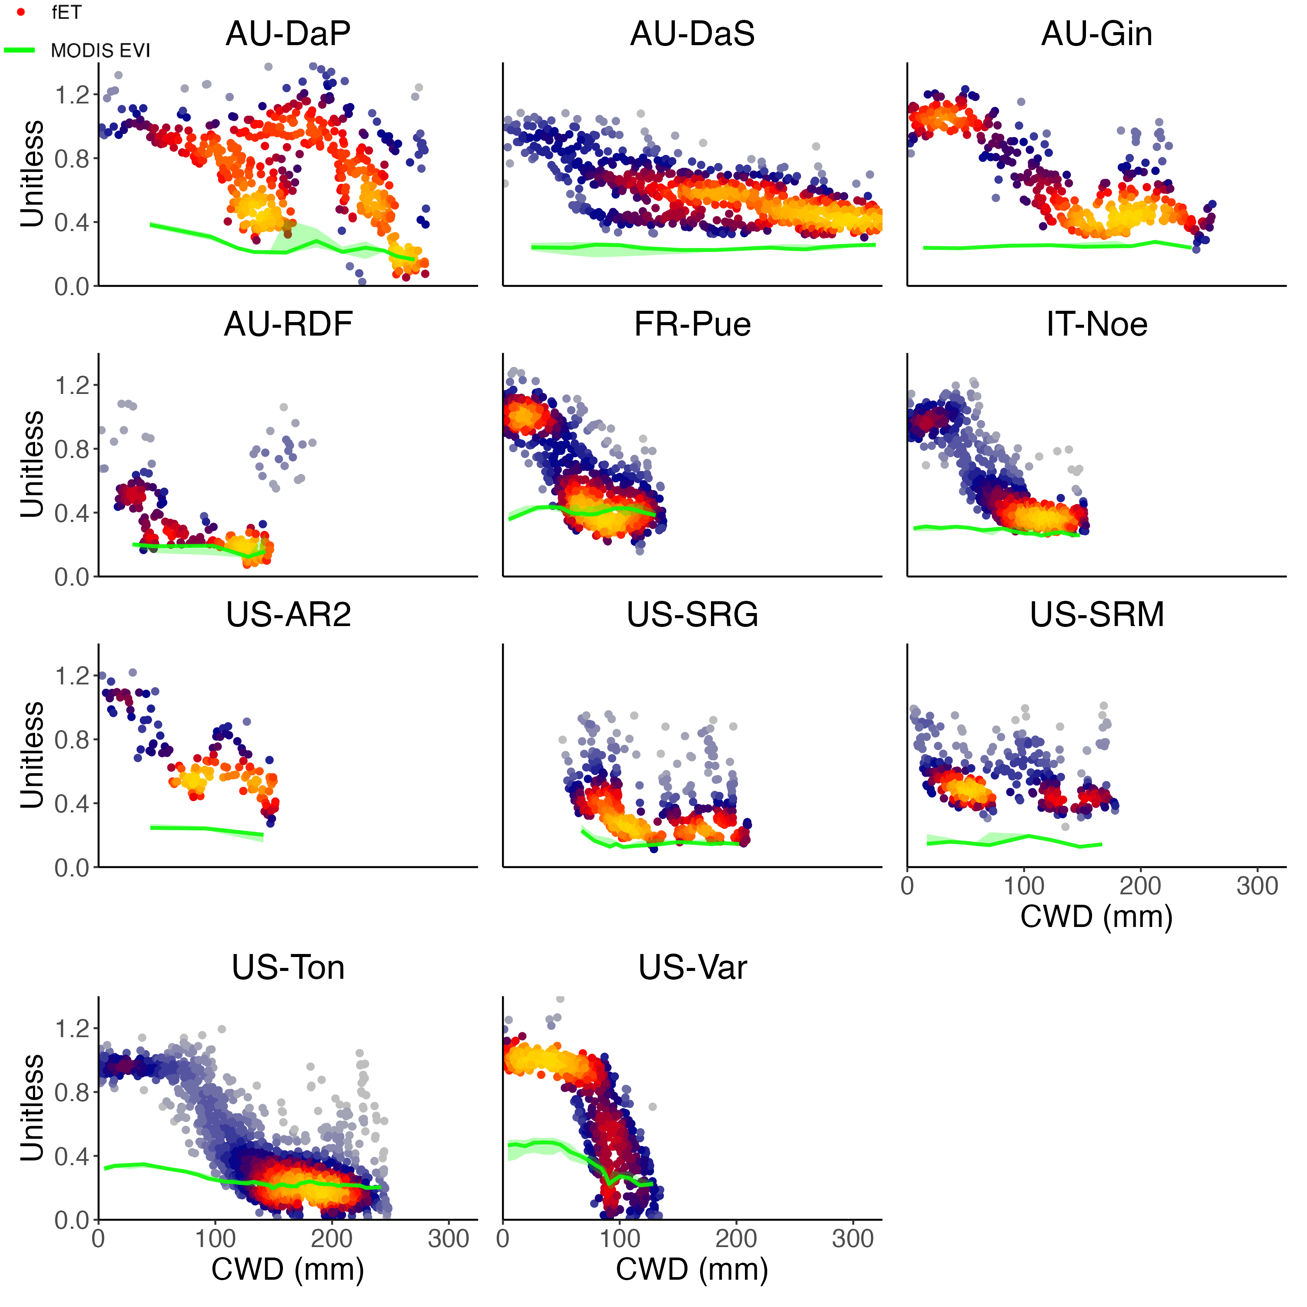 fET
MODIS EVI
AU-DaP
AU-DaS
AU-Gin
Unitless
1.2
0.8
0.4
0.0
AU-RDF
FR-Pue
IT-Noe
Unitless
1.2
0.8
0.4
0.0
US-AR2
US-SRG
US-SRM
Unitless
1.2
0.8
0.4
0.0
0 100 200 300
CWD (mm)
US-Ton
US-Var
Unitless
1.2
0.8
0.4
0.0
0 100 200 300
0 100 200 300
CWD (mm)
CWD (mm)